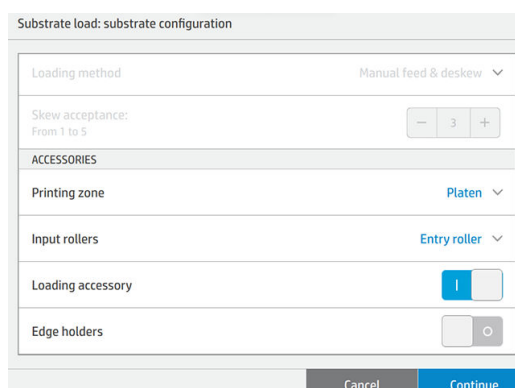 Substrate load: substrate configuration
Loading method
Manual feed & deskew
Skew acceptance:
From 1 to 5
− 3 +
ACCESSORIES
Printing zone
Platen
Input rollers
Entry roller
Loading accessory
I
Edge holders
O
Cancel
Continue